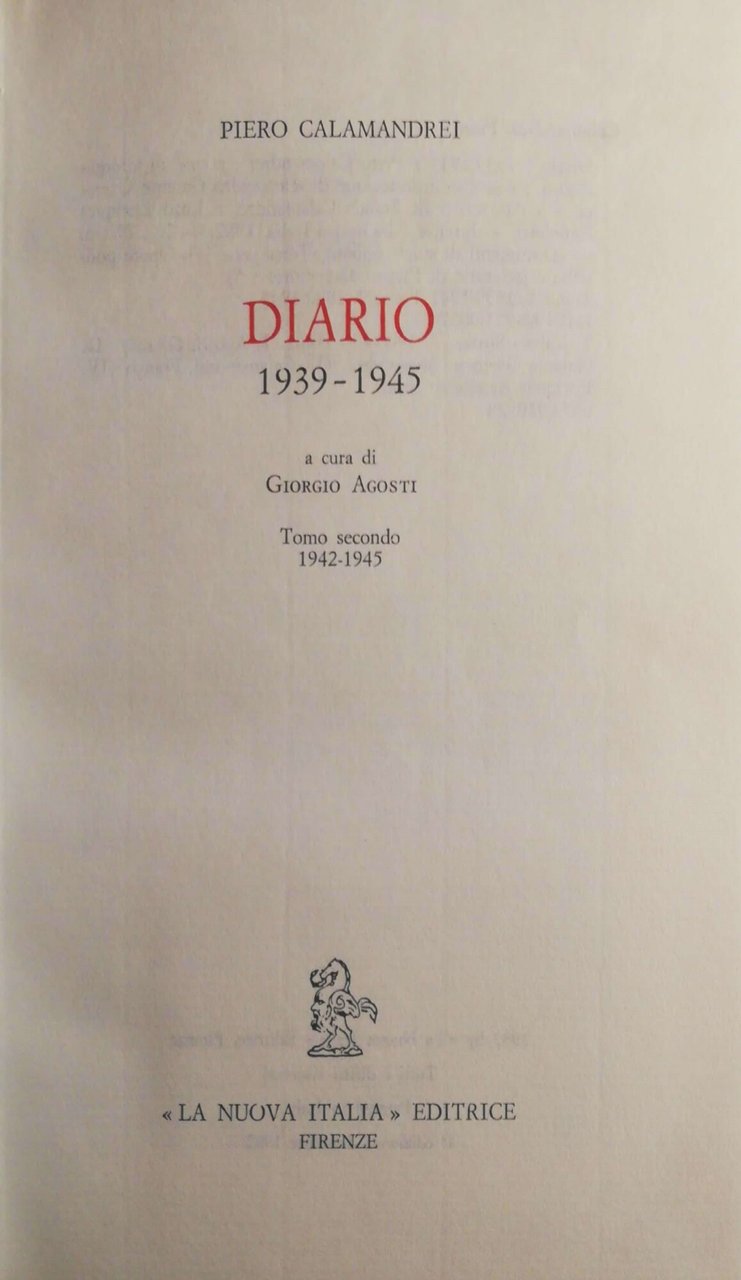 PIERO CALAMANDREI
DIARIO
1939-1945
a cura di
GIORGIO AGOSTI
Tomo secondo
1942-1945
« LA NUOVA ITALIA » EDITRICE
FIRENZE